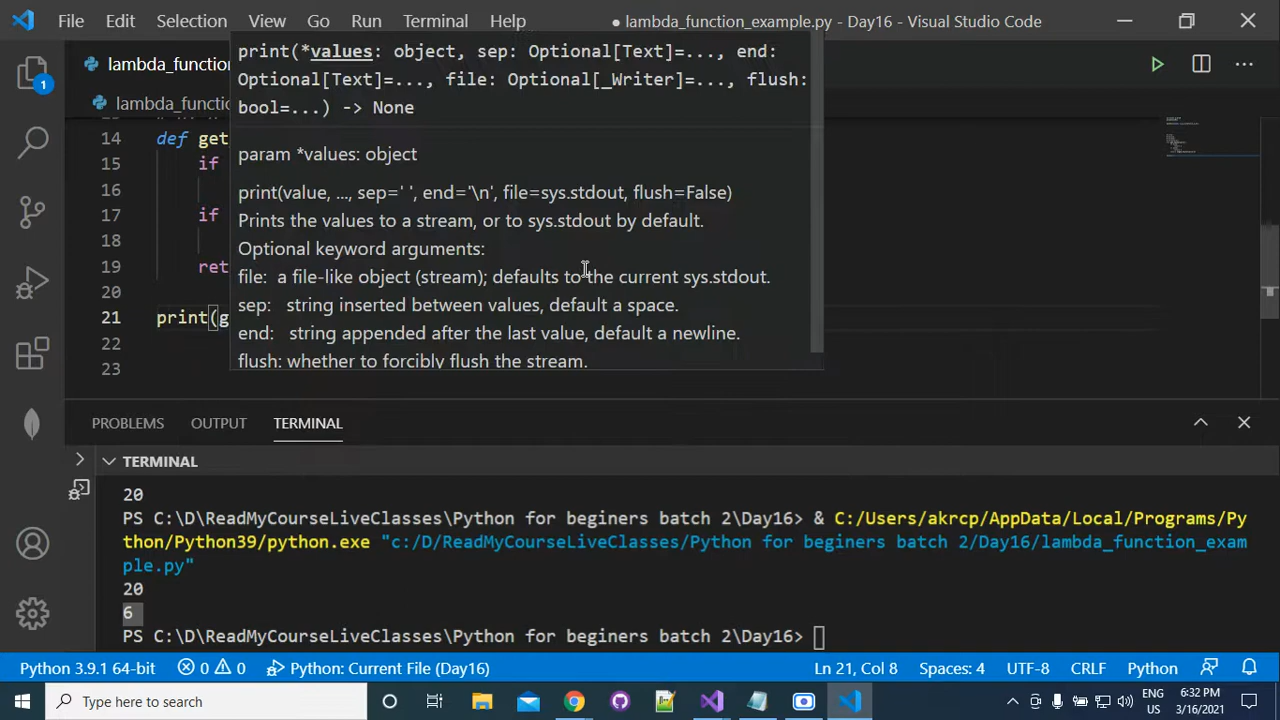 File Edit Selection View Go Run Terminal Help
● lambda_function_example.py - Day16 - Visual Studio Code
lambda_function
lambda_functi
1
print(*values: object, sep: Optional[Text]=..., end:
Optional[Text]=..., file: Optional[_Writer]=..., flush:
bool=...) -> None
param *values: object
print(value, ..., sep=' ', end='\n', file=sys.stdout, flush=False)
Prints the values to a stream, or to sys.stdout by default.
Optional keyword arguments:
file: a file-like object (stream); defaults to the current sys.stdout.
sep: string inserted between values, default a space.
end: string appended after the last value, default a newline.
flush: whether to forcibly flush the stream.
14 def get
15 if
16
17 if
18
19 ret
20
21 print(g
22
23
PROBLEMS OUTPUT TERMINAL
TERMINAL
20
PS C:\D\ReadMyCourseLiveClasses\Python for beginers batch 2\Day16> & C:/Users/akrcp/AppData/Local/Programs/Py
thon/Python39/python.exe "c:/D/ReadMyCourseLiveClasses/Python for beginers batch 2/Day16/lambda_function_exam
ple.py"
20
6
PS C:\D\ReadMyCourseLiveClasses\Python for beginers batch 2\Day16>
Python 3.9.1 64-bit 0 0 Python: Current File (Day16) Ln 21, Col 8 Spaces: 4 UTF-8 CRLF Python
Type here to search
ENG
US
6:32 PM
3/16/2021